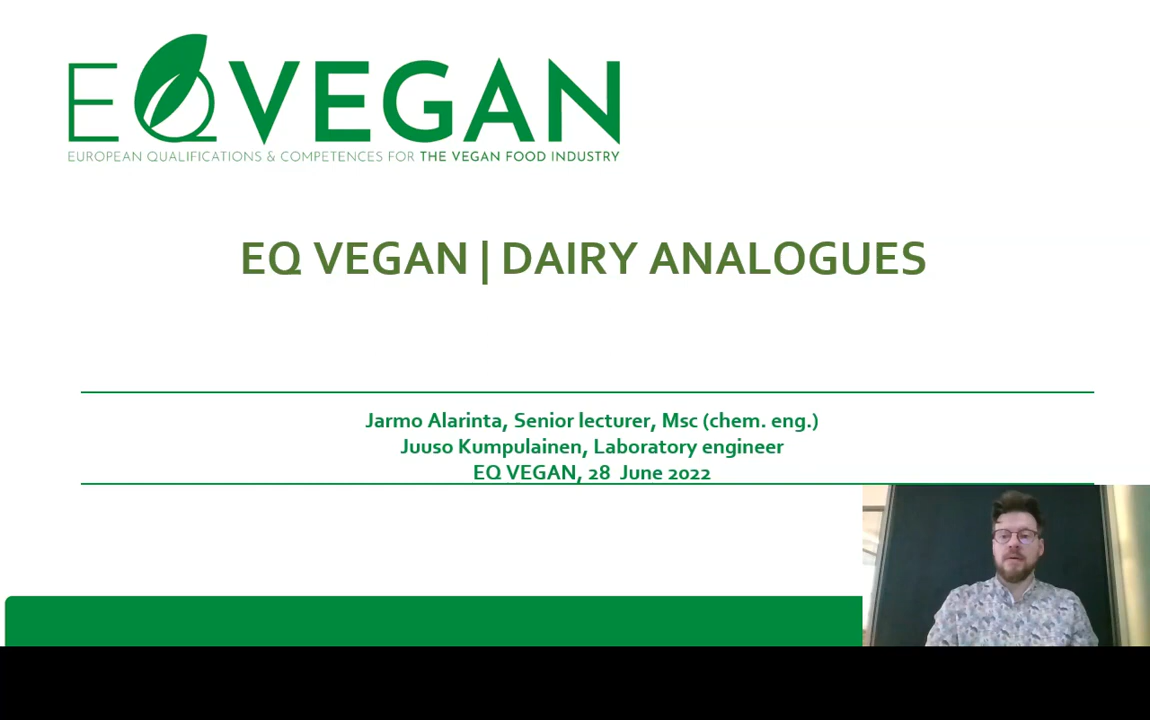 EQVEGAN
EUROPEAN QUALIFICATIONS & COMPETENCES FOR THE VEGAN FOOD INDUSTRY
EQ VEGAN | DAIRY ANALOGUES
Jarmo Alarinta, Senior lecturer, Msc (chem. eng.)
Juuso Kumpulainen, Laboratory engineer
EQ VEGAN, 28 June 2022